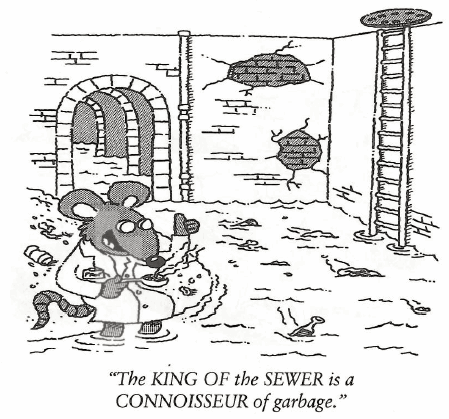 "The KING OF the SEWER is a
CONNOISSEUR of garbage."